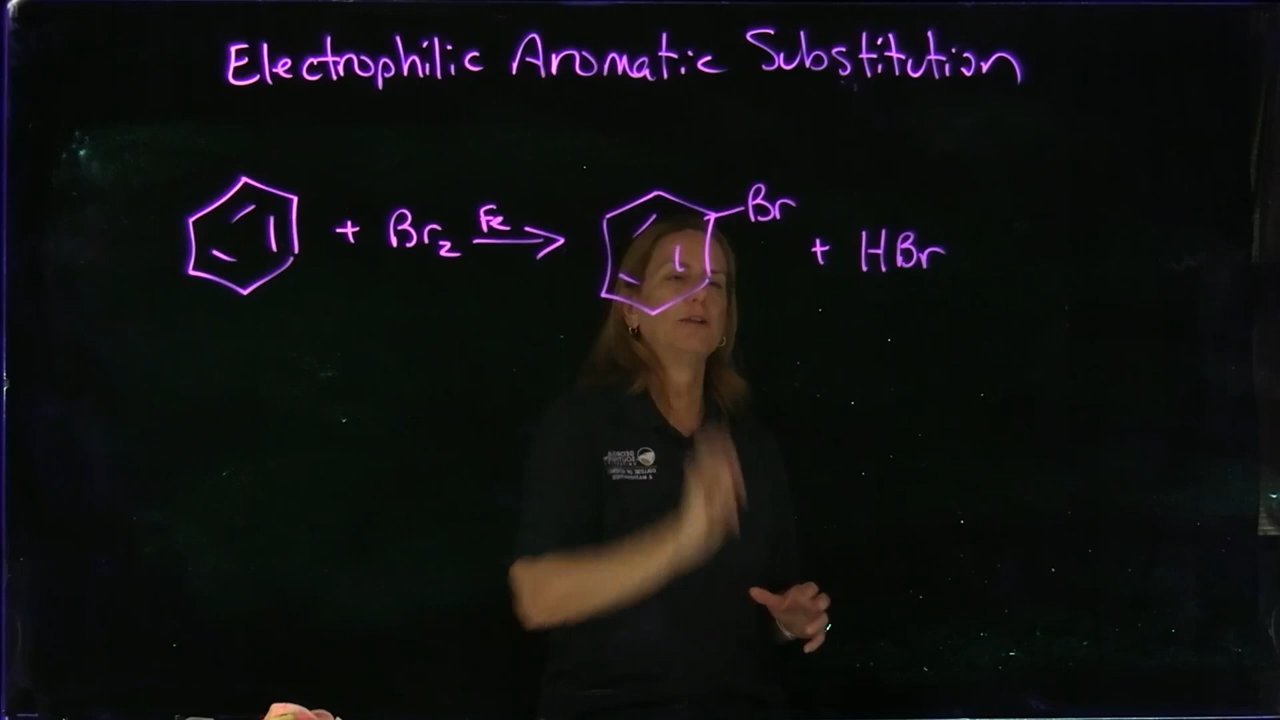 Electrophilic Aromatic Substitution
+ Br2 Fe → Br + HBr